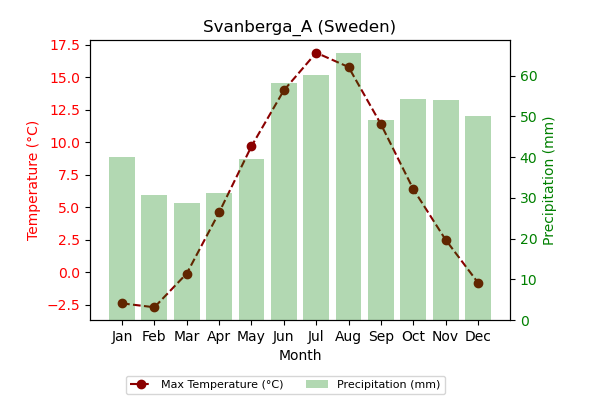 Svanberga_A (Sweden)
17.5
15.0
12.5
10.0
7.5
5.0
2.5
0.0
−2.5
Temperature (°C)
60
50
40
30
20
10
0
Precipitation (mm)
Jan Feb Mar Apr May Jun Jul Aug Sep Oct Nov Dec
Month
Max Temperature (°C) Precipitation (mm)